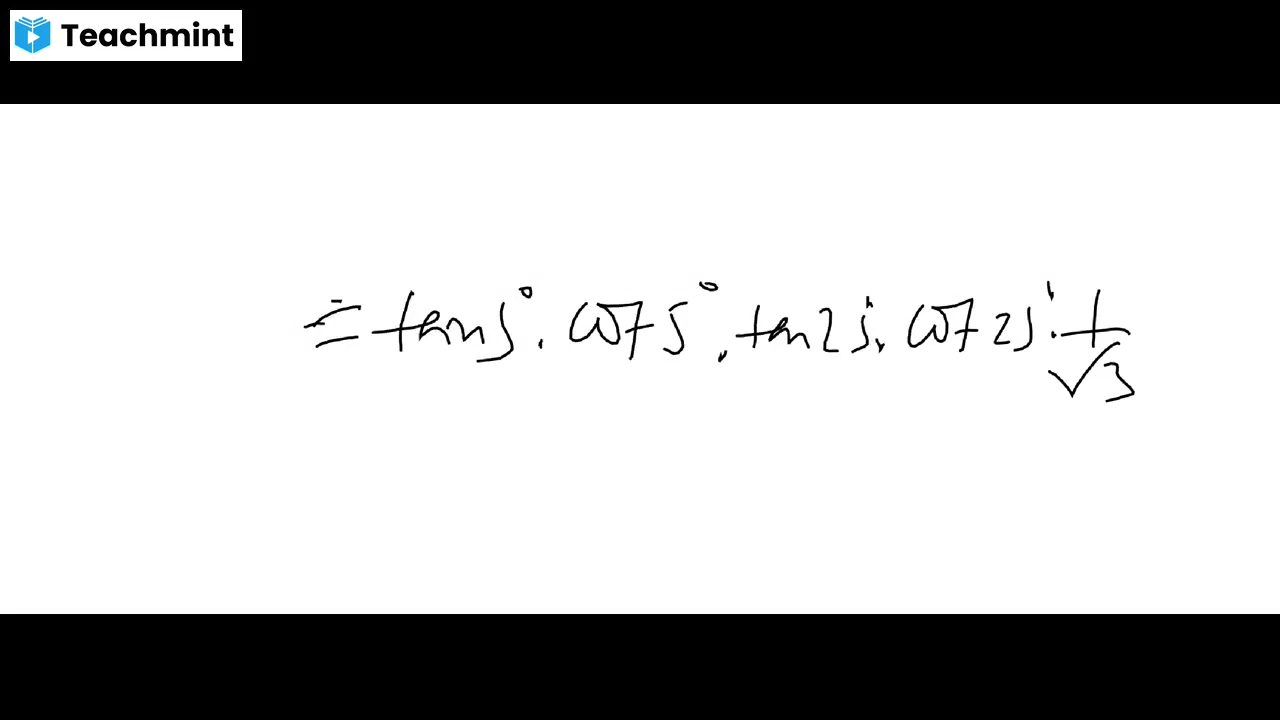 Teachmint
= tan5°. cot5°. tan25°. cot25°. 1/√3